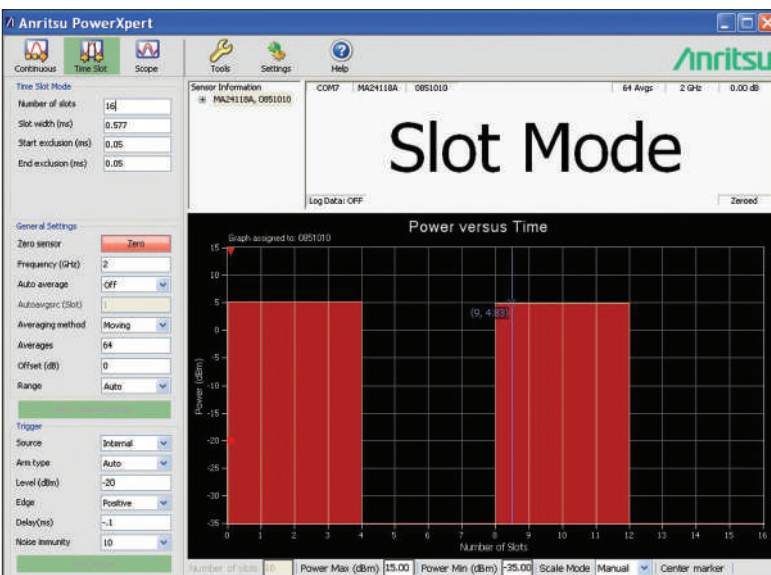 Anritsu PowerXpert
Continuous Time Slot Scope Tools Settings Help
Anritsu
Time Slot Mode
Number of slots 16
Slot width (ms) 0.577
Start exclusion (ms) 0.05
End exclusion (ms) 0.05
Sensor Information
MA24118A, 0851010
COM7 MA24118A 0851010 64 Avgs 2 GHz 0.00 dB
Slot Mode
Log Data: OFF Zeroed
General Settings
Zero sensor Zero
Frequency (GHz) 2
Auto average Off
Autoavgsrc (Slot) 1
Averaging method Moving
Averages 64
Offset (dB) 0
Range Auto
Trigger
Source Internal
Arm type Auto
Level (dBm) -20
Edge Positive
Delay(ms) -.1
Noise immunity 10
Power versus Time
Graph assigned to: 0851010
15
10
5
0
-5
-10
-15
-20
-25
-30
-35
Power (dBm)
(9, 4.83)
0 1 2 3 4 5 6 7 8 9 10 11 12 13 14 15 16
Number of Slots
Number of slots 16 Power Max (dBm) 15.00 Power Min (dBm) -35.00 Scale Mode Manual Center marker